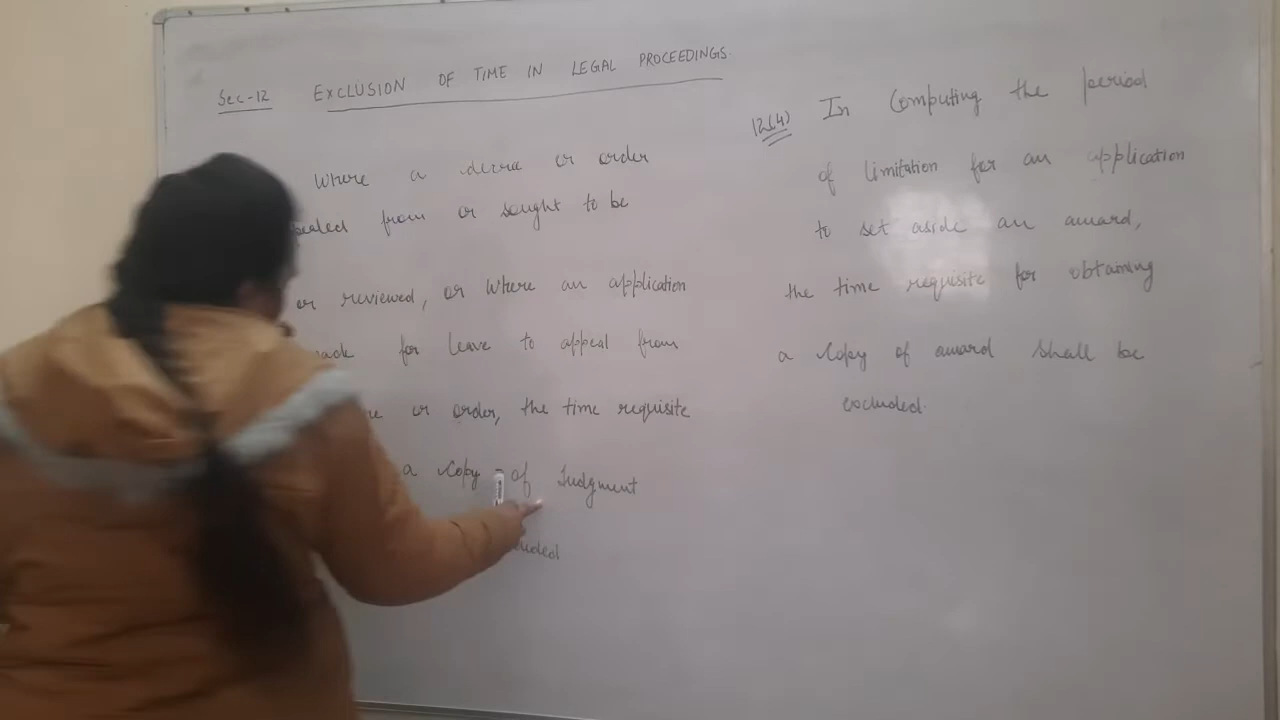 Sec-12 EXCLUSION OF TIME IN LEGAL PROCEEDINGS.
Where a decree or order
pealed from or sought to be
or reviewed, or where an application
made for leave to appeal from
or order, the time requisite
a Copy of Judgment
cluded
12(4) In Computing the period
of limitation for an application
to set aside an award,
the time requisite for obtaining
a Copy of award shall be
excluded.